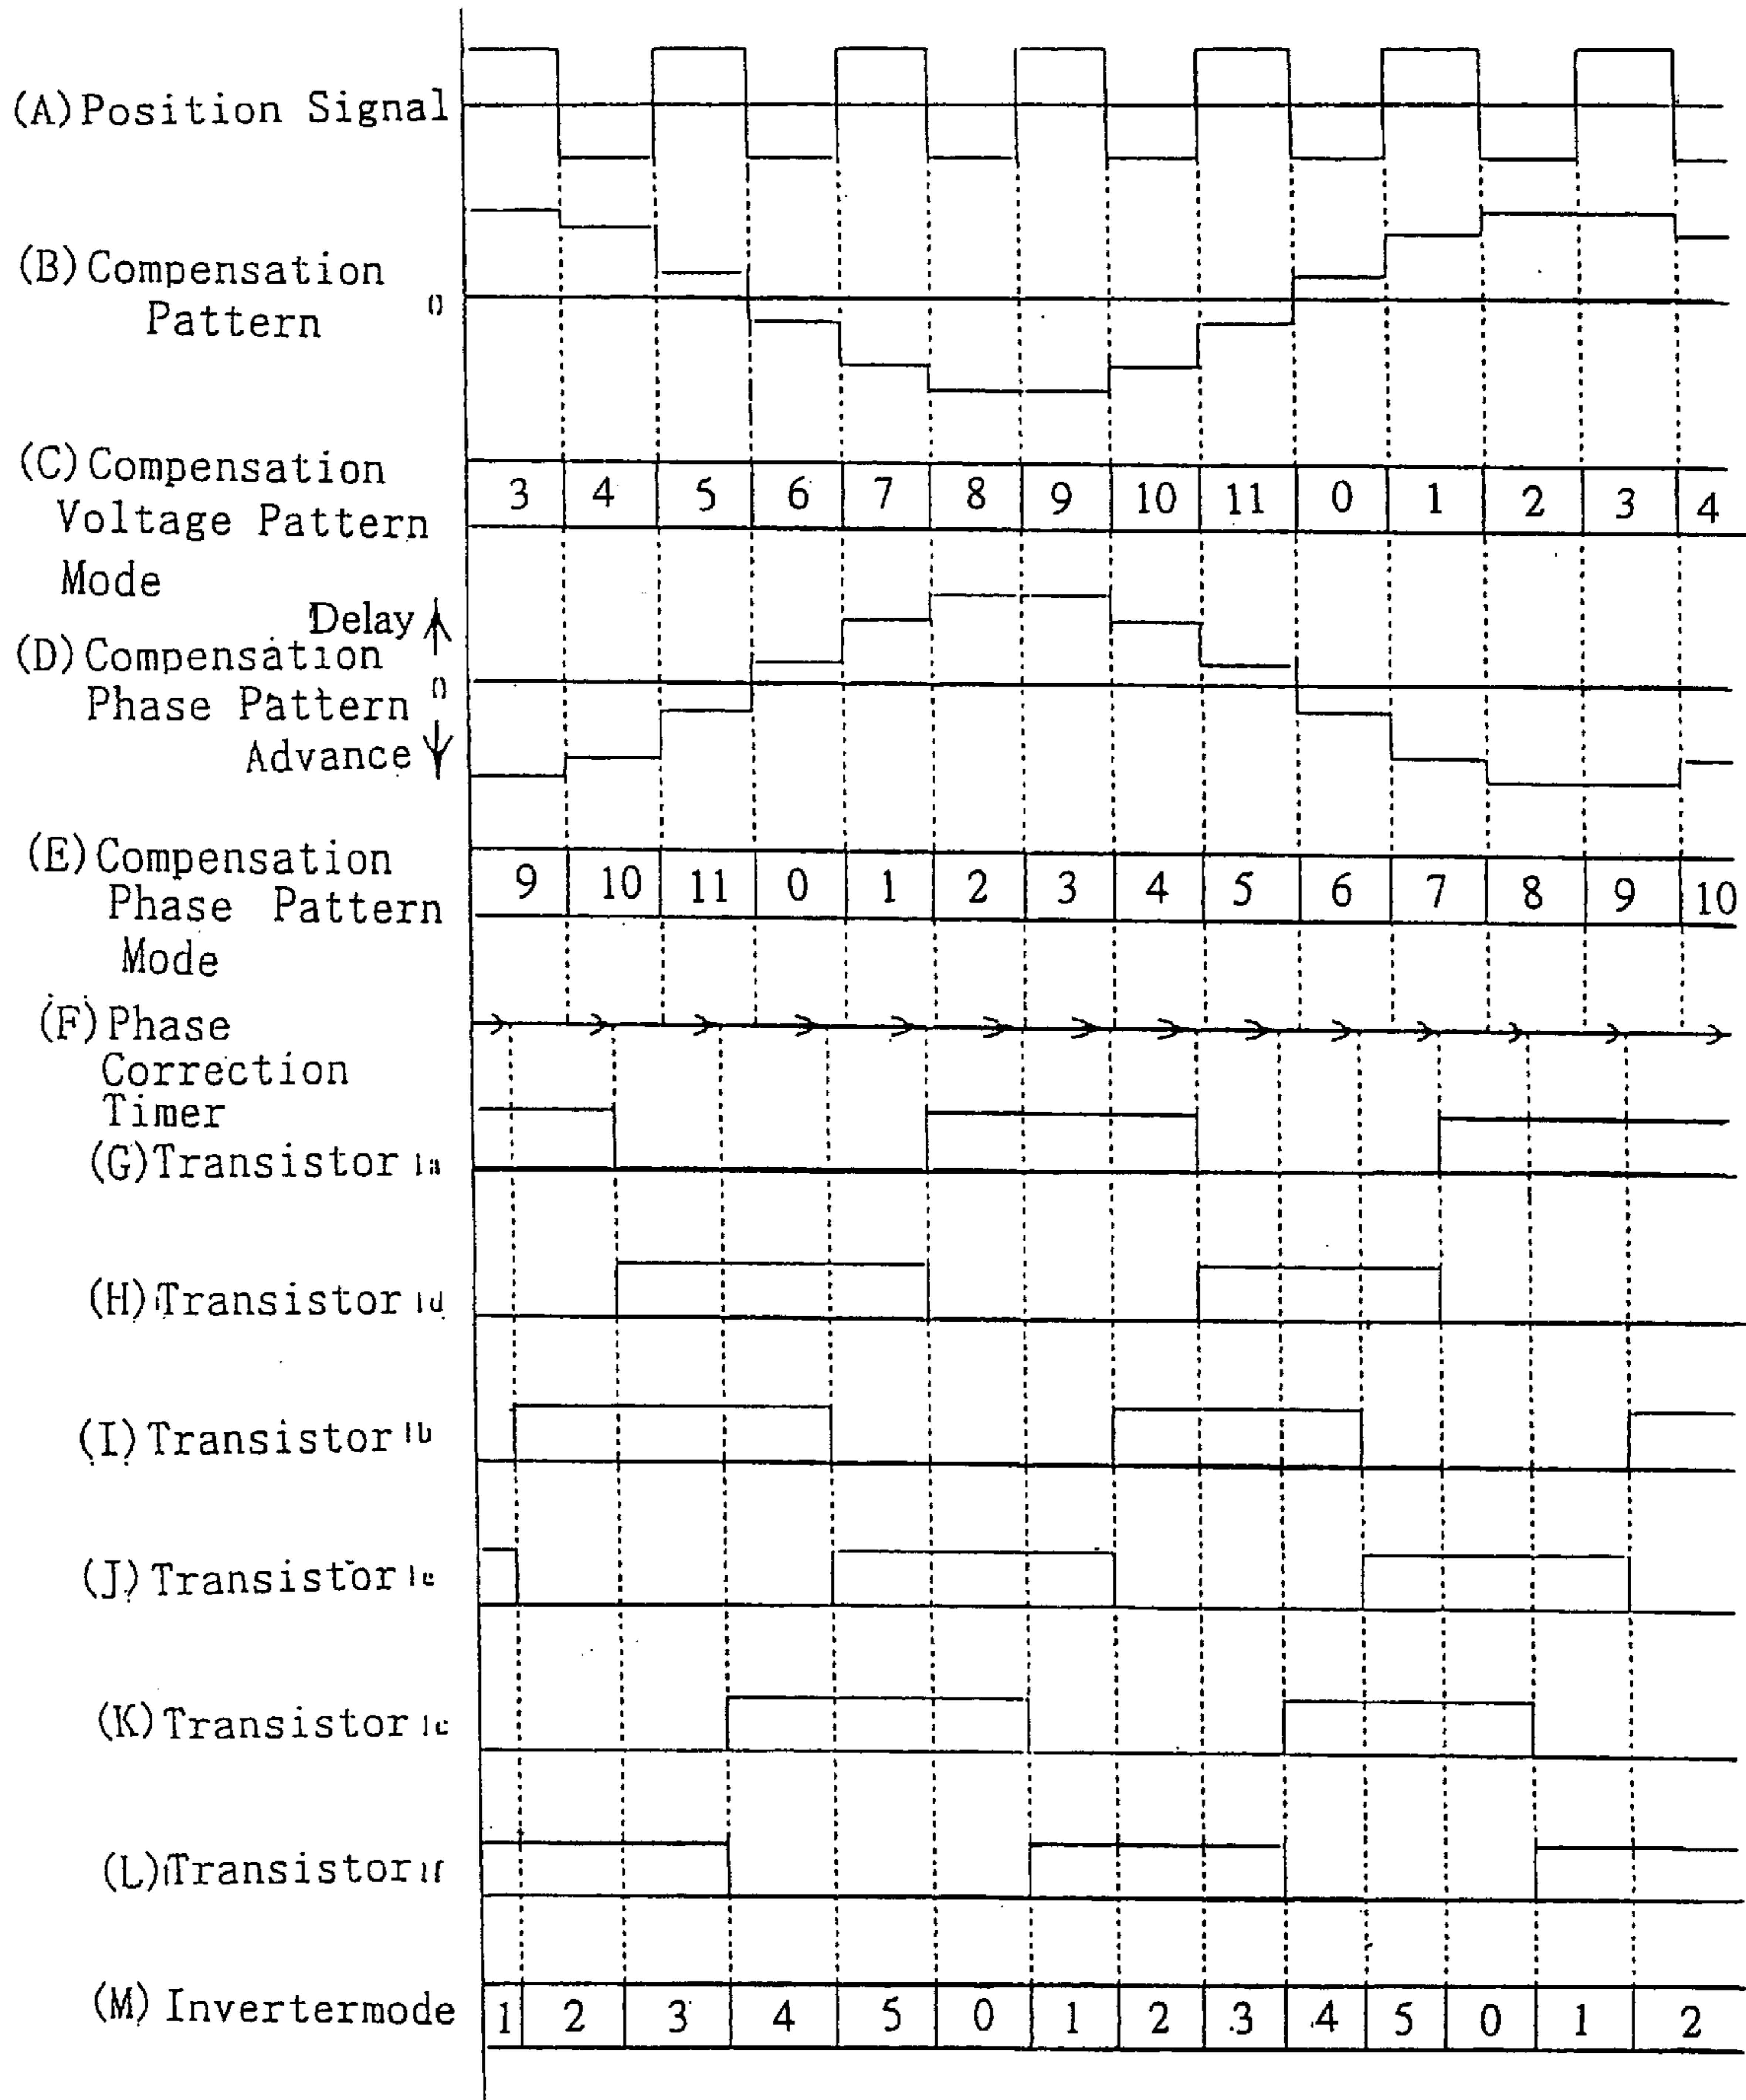 (A) Position Signal
(B) Compensation
Pattern
0
(C) Compensation
Voltage Pattern
Mode
3 4 5 6 7 8 9 10 11 0 1 2 3 4
Delay
(D) Compensation
Phase Pattern
0
Advance
(E) Compensation
Phase Pattern
Mode
9 10 11 0 1 2 3 4 5 6 7 8 9 10
(F) Phase
Correction
Timer
(G) Transistor 1a
(H) Transistor 1d
(I) Transistor 1b
(J) Transistor
(K) Transistor
(L) Transistor 1f
(M) Invertermode
1 2 3 4 5 0 1 2 3 4 5 0 1 2